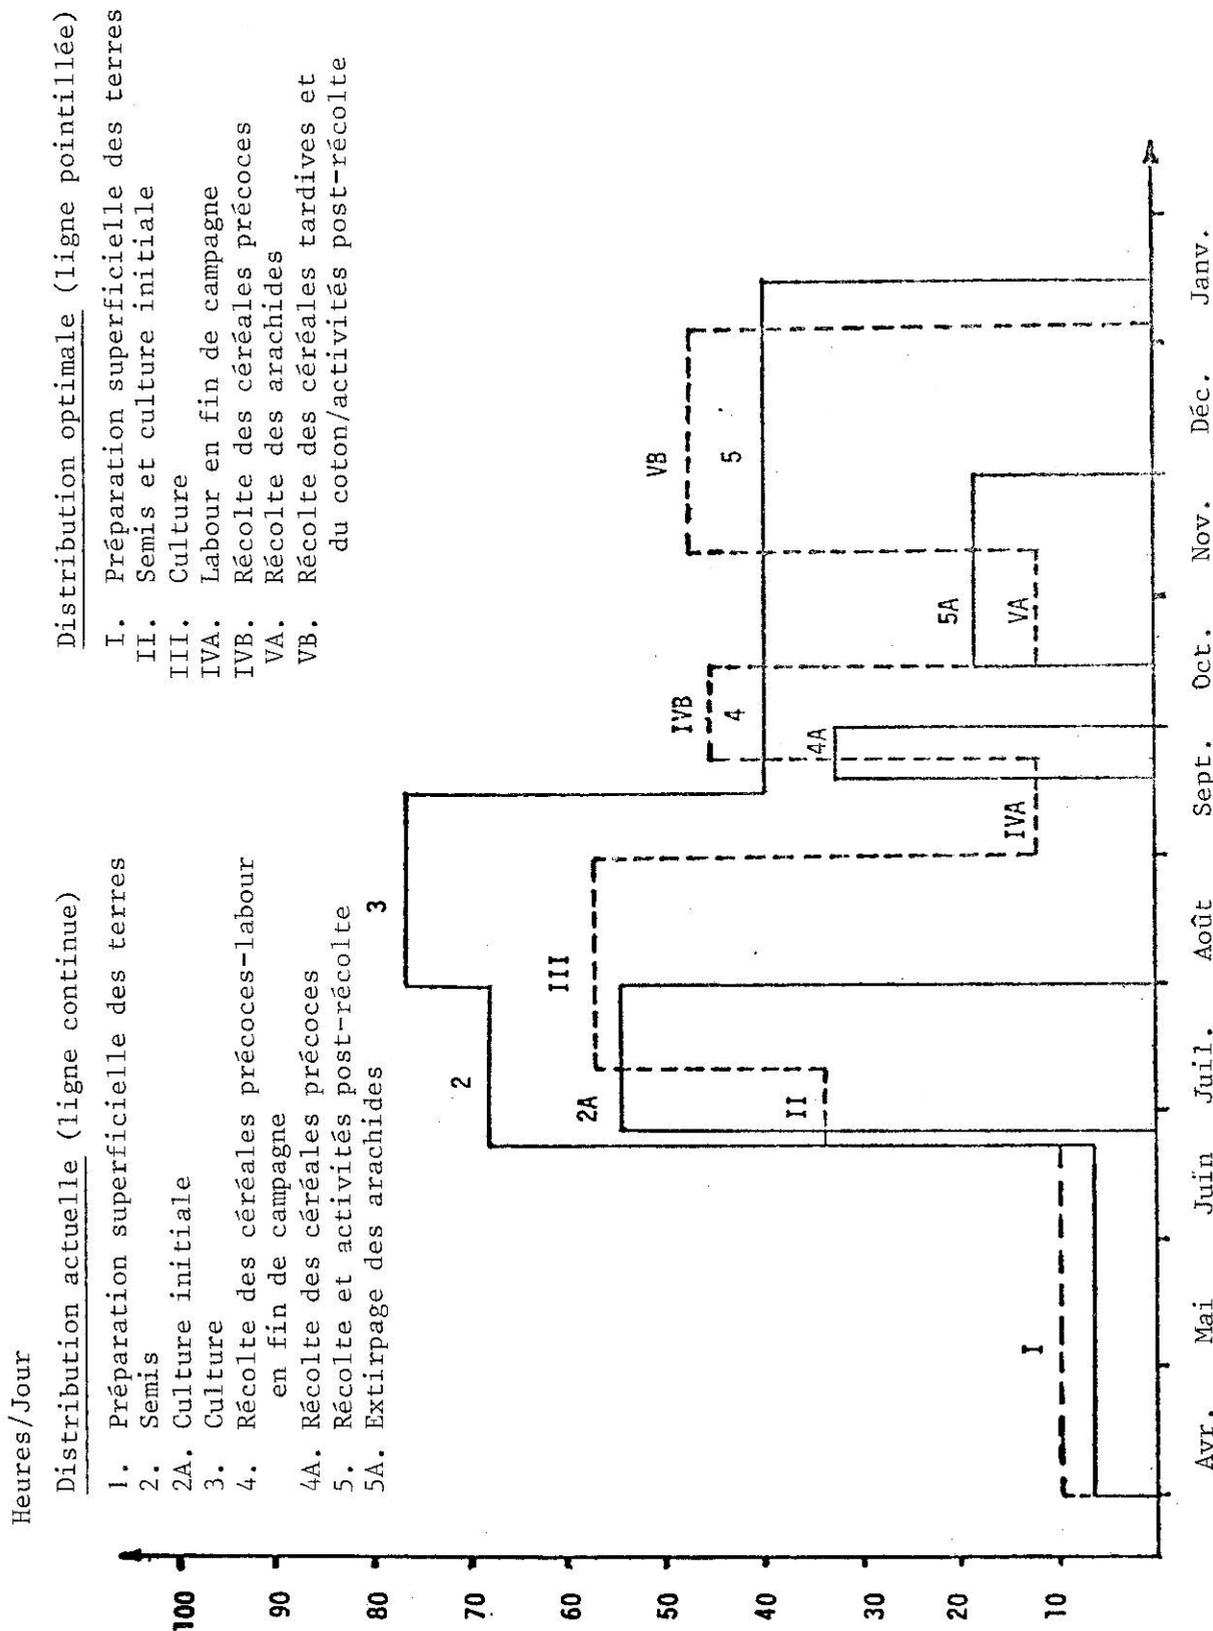 Heures/Jour
Distribution actuelle (ligne continue)
1. Préparation superficielle des terres
2. Semis
2A. Culture initiale
3. Culture
4. Récolte des céréales précoces-labour
en fin de campagne
4A. Récolte des céréales précoces
5. Récolte et activités post-récolte
5A. Extirpage des arachides
Distribution optimale (ligne pointillée)
I. Préparation superficielle des terres
II. Semis et culture initiale
III. Culture
IVA. Labour en fin de campagne
IVB. Récolte des céréales précoces
VA. Récolte des arachides
VB. Récolte des céréales tardives et
du coton/activités post-récolte
100
90
80
70
60
50
40
30
20
10
I
2
2A
II
III
3
IVA
4A
IVB
4
5A
VA
VB
5
Avr. Mai Juin Juil. Août Sept. Oct. Nov. Déc. Janv.